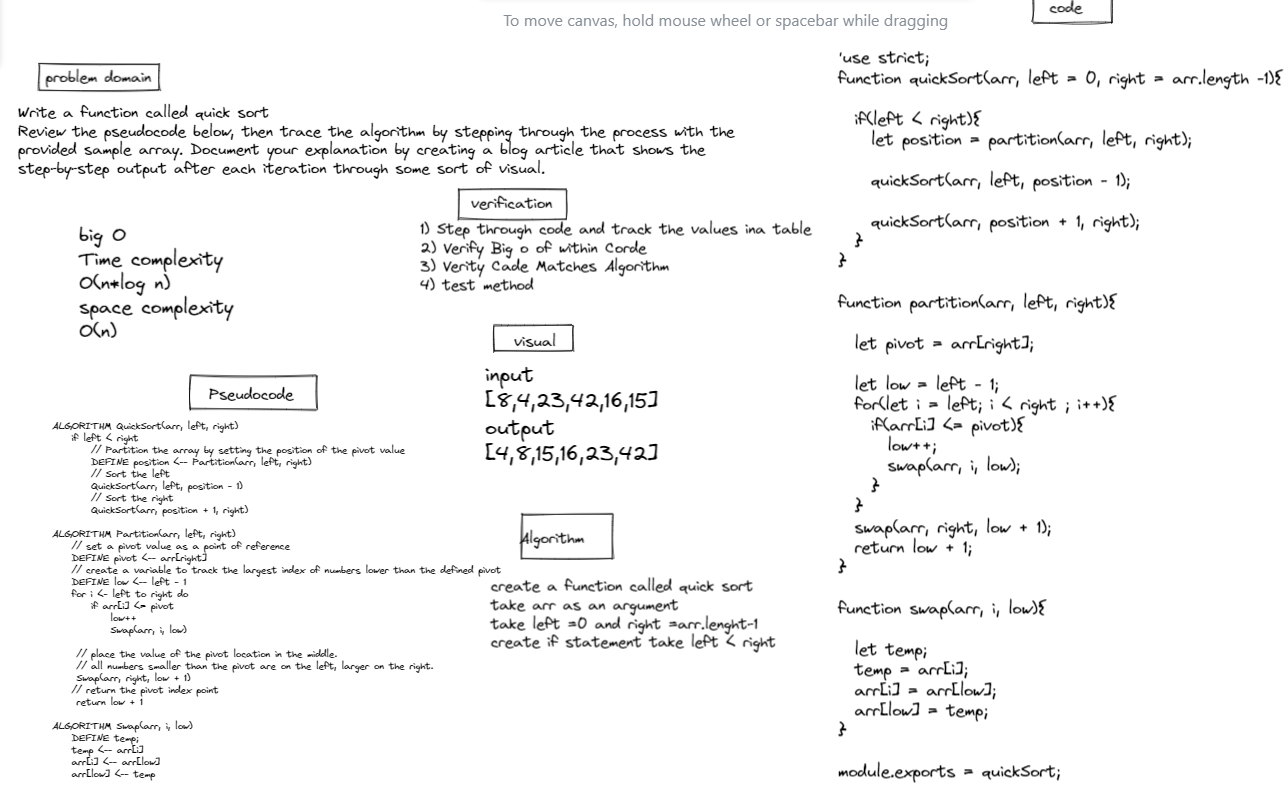 To move canvas, hold mouse wheel or spacebar while dragging
problem domain
Write a function called quick sort
Review the pseudocode below, then trace the algorithm by stepping through the process with the
provided sample array. Document your explanation by creating a blog article that shows the
step-by-step output after each iteration through some sort of visual.
big O
Time complexity
O(n*log n)
space complexity
O(n)
verification
1) Step through code and track the values ina table
2) Verify Big o of within Corde
3) Verity Cade Matches Algorithm
4) test method
visual
input
[8,4,23,42,16,15]
output
[4,8,15,16,23,42]
Pseudocode
ALGORITHM QuickSort(arr, left, right)
if left < right
// Partition the array by setting the position of the pivot value
DEFINE position <-- Partition(arr, left, right)
// Sort the left
QuickSort(arr, left, position - 1)
// Sort the right
QuickSort(arr, position + 1, right)
ALGORITHM Partition(arr, left, right)
// set a pivot value as a point of reference
DEFINE pivot <-- arr[right]
// create a variable to track the largest index of numbers lower than the defined pivot
DEFINE low <-- left - 1
for i <- left to right do
if arr[i] <= pivot
low++
Swap(arr, i, low)
// place the value of the pivot location in the middle.
// all numbers smaller than the pivot are on the left, larger on the right.
Swap(arr, right, low + 1)
// return the pivot index point
return low + 1
ALGORITHM Swap(arr, i, low)
DEFINE temp;
temp <-- arr[i]
arr[i] <-- arr[low]
arr[low] <-- temp
Algorithm
create a function called quick sort
take arr as an argument
take left =0 and right =arr.lenght-1
create if statement take left < right
code
'use strict;
function quickSort(arr, left = 0, right = arr.length -1){
if(left < right){
let position = partition(arr, left, right);
quickSort(arr, left, position - 1);
quickSort(arr, position + 1, right);
}
}
function partition(arr, left, right){
let pivot = arr[right];
let low = left - 1;
for(let i = left; i < right ; i++){
if(arr[i] <= pivot){
low++;
swap(arr, i, low);
}
}
swap(arr, right, low + 1);
return low + 1;
}
function swap(arr, i, low){
let temp;
temp = arr[i];
arr[i] = arr[low];
arr[low] = temp;
}
module.exports = quickSort;